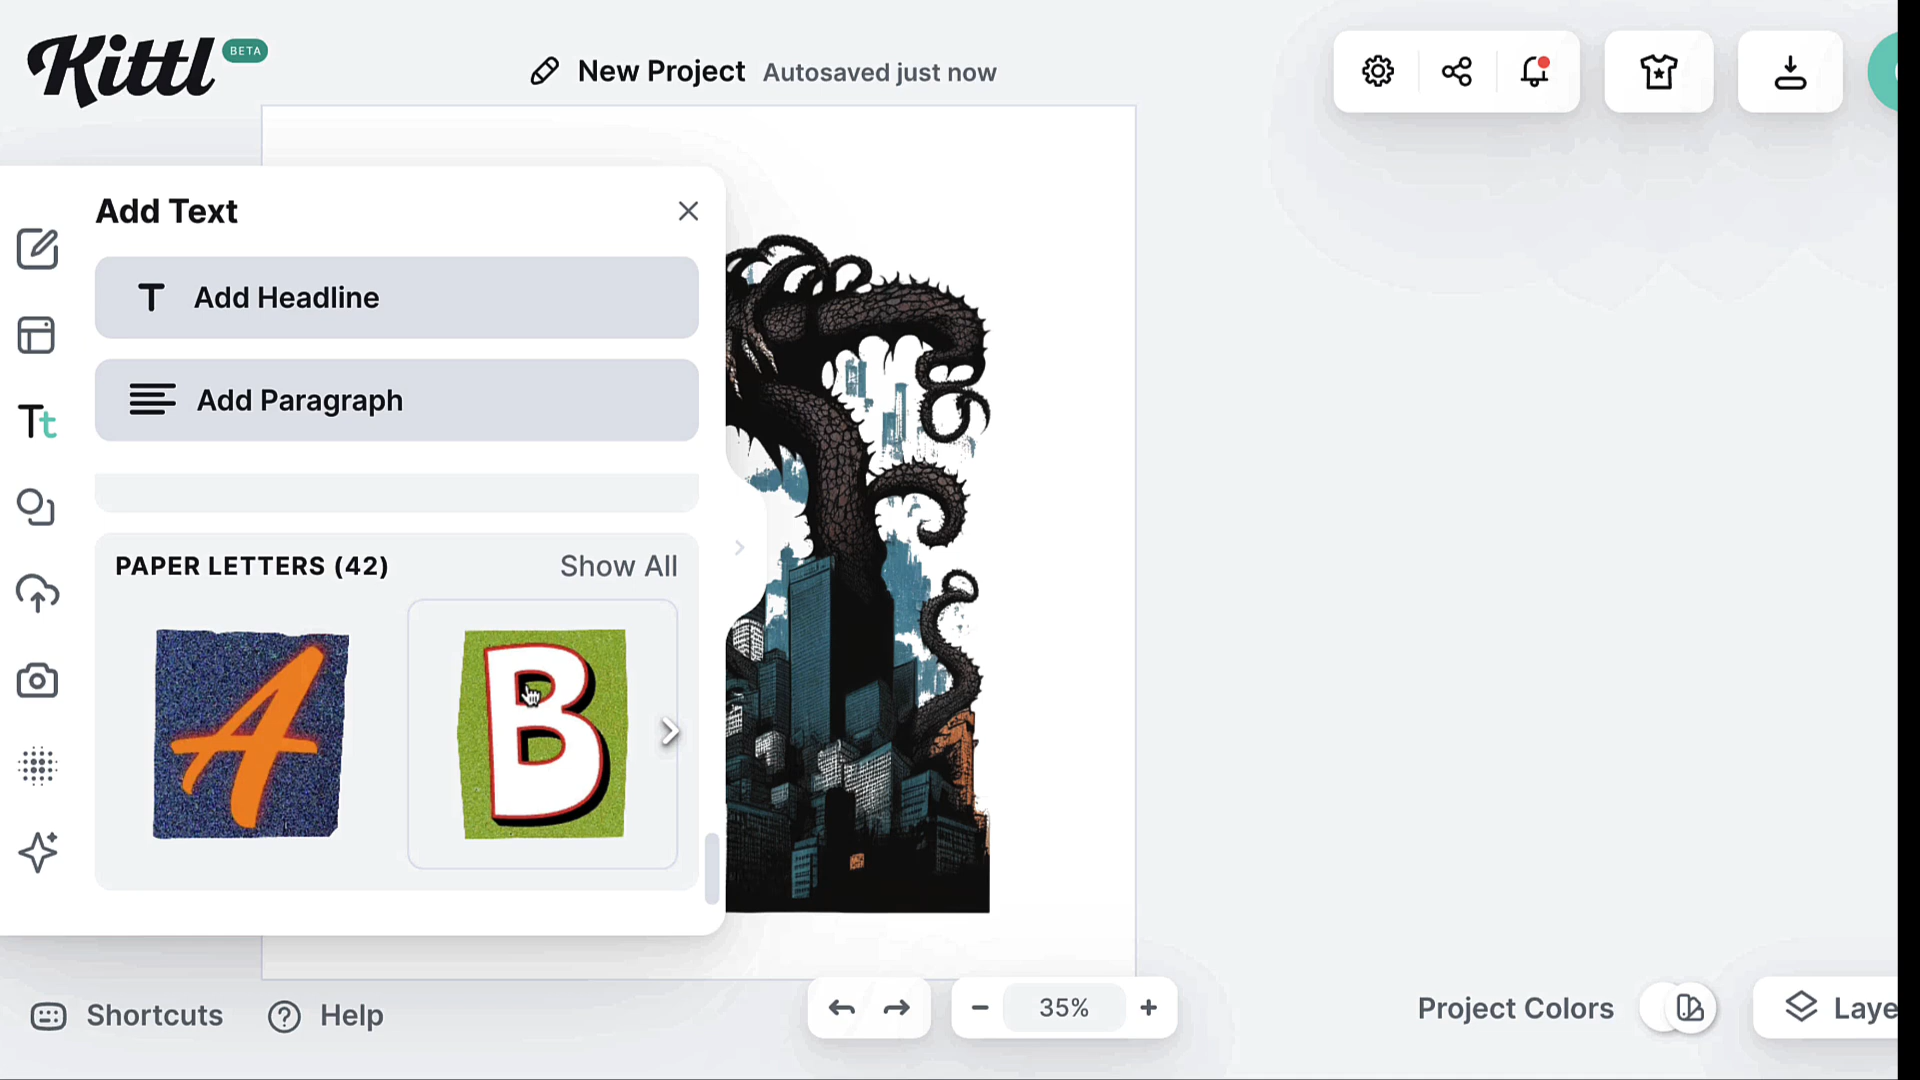 Kittl BETA
New Project Autosaved just now
Add Text
T Add Headline
Add Paragraph
Tt
PAPER LETTERS (42) Show All
A B
Shortcuts ? Help
35%
Project Colors
Laye